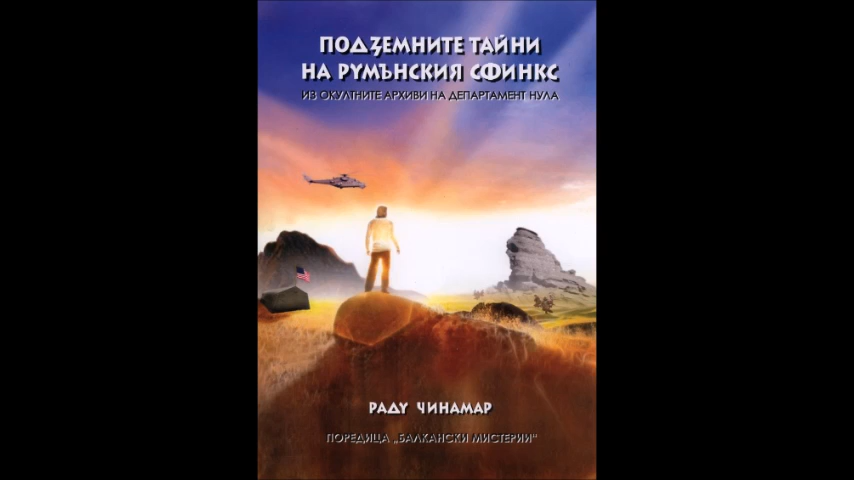 ПОДЗЕМНИТЕ ТАЙНИ
НА РУМЪНСКИЯ СФИНКС
ИЗ ОКУЛТНИТЕ АРХИВИ НА ДЕПАРТАМЕНТ НУЛА
РАДУ ЧИНАМАР
ПОРЕДИЦА „БАЛКАНСКИ МИСТЕРИИ"